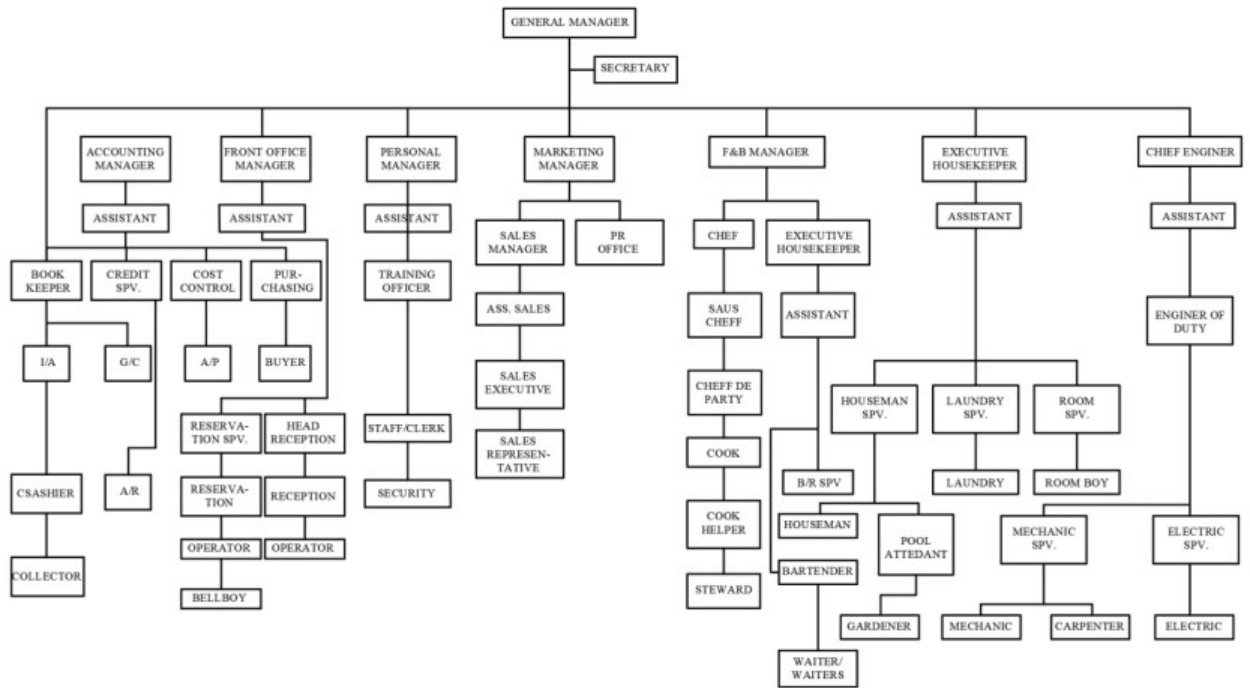 GENERAL MANAGER
SECRETARY
ACCOUNTING
MANAGER
FRONT OFFICE
MANAGER
PERSONAL
MANAGER
MARKETING
MANAGER
F&B MANAGER
EXECUTIVE
HOUSEKEEPER
CHIEF ENGINER
ASSISTANT
ASSISTANT
ASSISTANT
SALES
MANAGER
PR
OFFICE
CHEF
EXECUTIVE
HOUSEKEEPER
ASSISTANT
ASSISTANT
BOOK
KEEPER
CREDIT
SPV.
COST
CONTROL
PUR-
CHASING
TRAINING
OFFICER
ASS. SALES
SAUS
CHEFF
ASSISTANT
ENGINER OF
DUTY
I/A
G/C
A/P
BUYER
SALES
EXECUTIVE
CHEFF DE
PARTY
HOUSEMAN
SPV.
LAUNDRY
SPV.
ROOM
SPV.
RESERVA-
TION SPV.
HEAD
RECEPTION
STAFF/CLERK
SALES
REPRESEN-
TATIVE
COOK
B/R SPV
LAUNDRY
ROOM BOY
CSASHIER
A/R
RESERVA-
TION
RECEPTION
SECURITY
COOK
HELPER
HOUSEMAN
POOL
ATTEDANT
MECHANIC
SPV.
ELECTRIC
SPV.
OPERATOR
OPERATOR
COLLECTOR
BELLBOY
STEWARD
BARTENDER
GARDENER
MECHANIC
CARPENTER
ELECTRIC
WAITER/
WAITERS